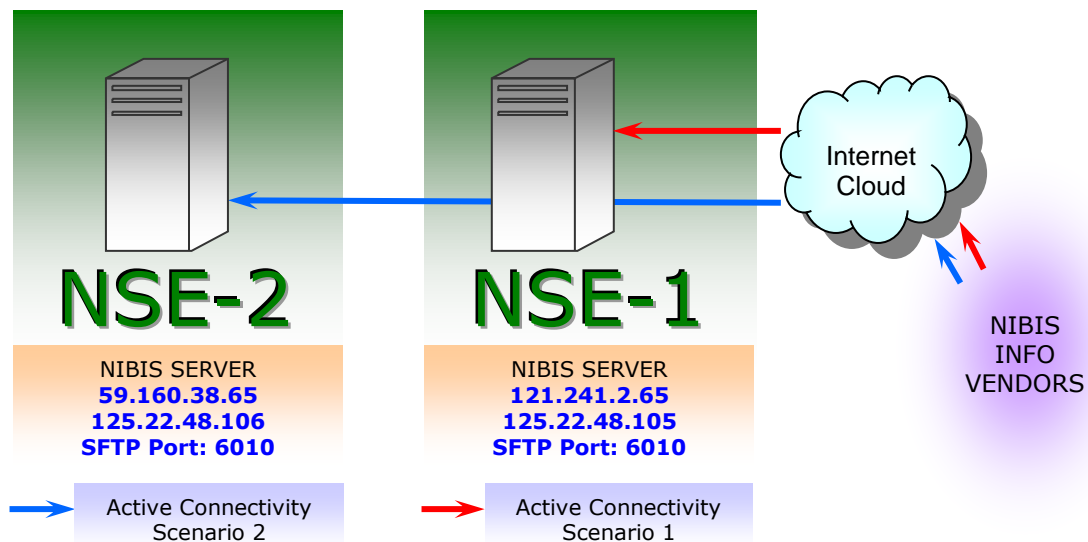 NSE-2
NIBIS SERVER
59.160.38.65
125.22.48.106
SFTP Port: 6010
Active Connectivity
Scenario 2
NSE-1
NIBIS SERVER
121.241.2.65
125.22.48.105
SFTP Port: 6010
Active Connectivity
Scenario 1
Internet
Cloud
NIBIS
INFO
VENDORS